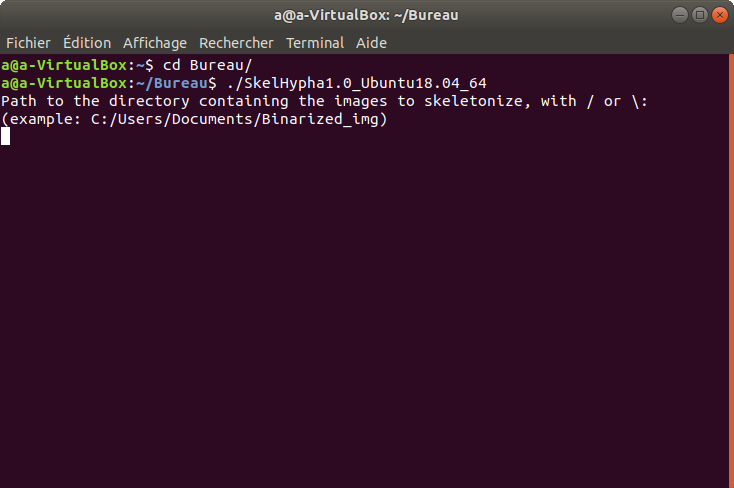 a@a-VirtualBox: ~/Bureau
Fichier Édition Affichage Rechercher Terminal Aide
a@a-VirtualBox:~$ cd Bureau/
a@a-VirtualBox:~/Bureau$ ./SkelHypha1.0_Ubuntu18.04_64
Path to the directory containing the images to skeletonize, with / or \:
(example: C:/Users/Documents/Binarized_img)